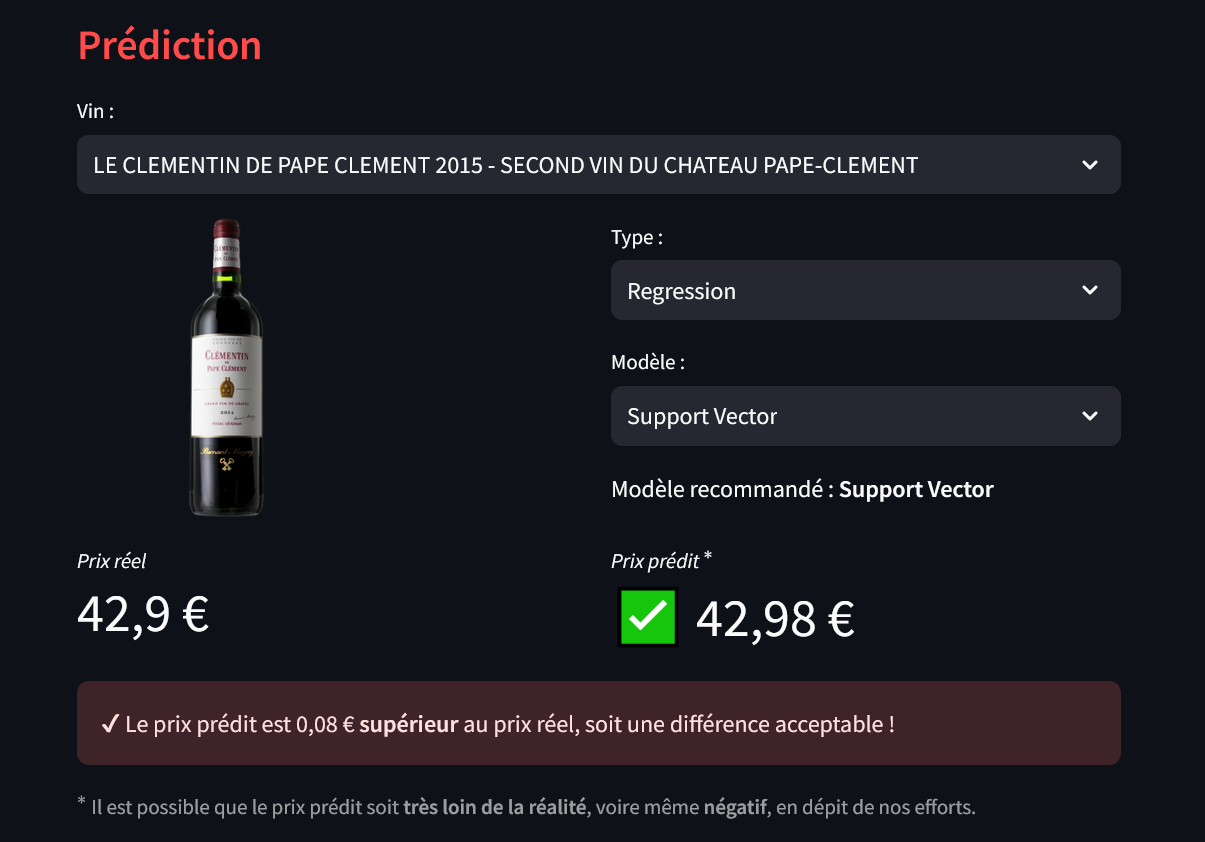 Prédiction
Vin :
LE CLEMENTIN DE PAPE CLEMENT 2015 - SECOND VIN DU CHATEAU PAPE-CLEMENT
CLÉMENTIN
PAPE CLÉMENT
Type :
Regression
Modèle :
Support Vector
Modèle recommandé : Support Vector
Prix réel
42,9 €
Prix prédit *
42,98 €
✓ Le prix prédit est 0,08 € supérieur au prix réel, soit une différence acceptable !
* Il est possible que le prix prédit soit très loin de la réalité, voire même négatif, en dépit de nos efforts.